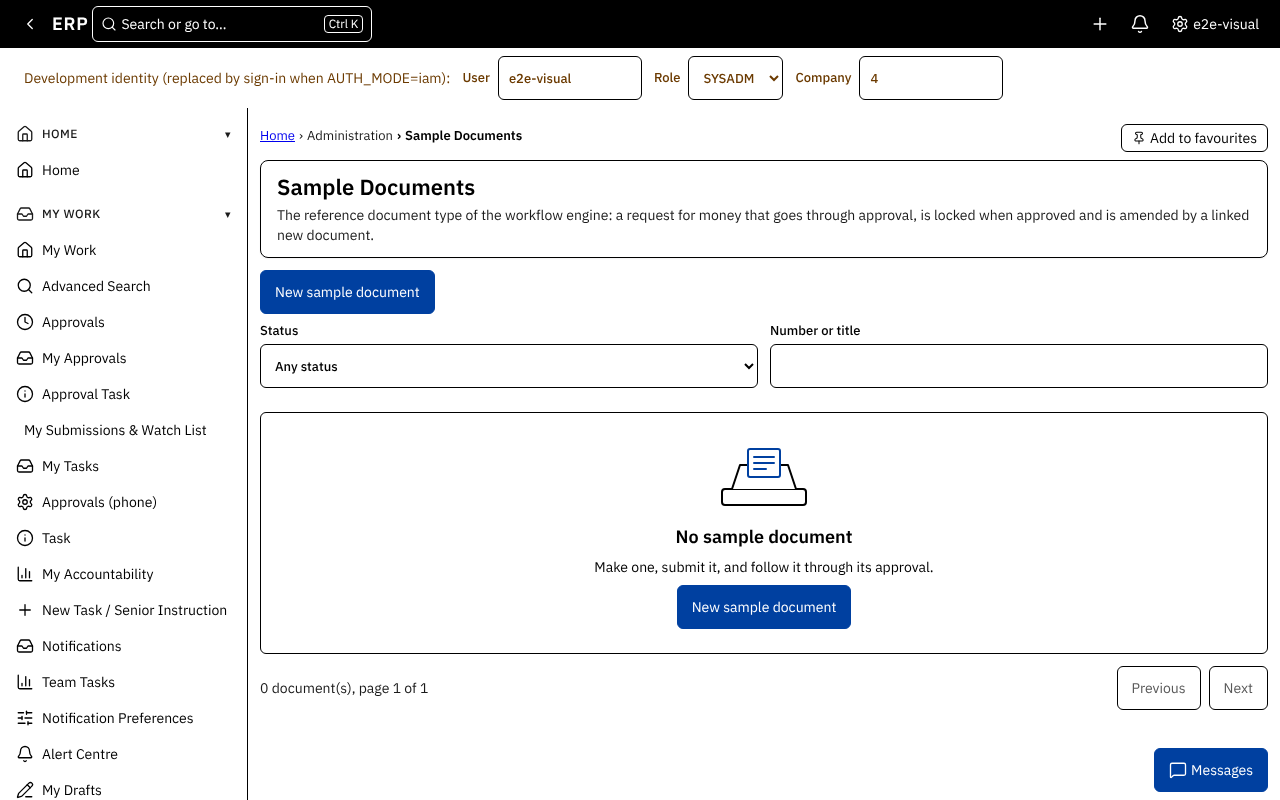 ERP
Search or go to...
Ctrl K
e2e-visual
Development identity (replaced by sign-in when AUTH_MODE=iam):
User
e2e-visual
Role
SYSADM
Company
4
HOME
Home
MY WORK
My Work
Advanced Search
Approvals
My Approvals
Approval Task
My Submissions & Watch List
My Tasks
Approvals (phone)
Task
My Accountability
New Task / Senior Instruction
Notifications
Team Tasks
Notification Preferences
Alert Centre
My Drafts
Home › Administration › Sample Documents
Add to favourites
Sample Documents
The reference document type of the workflow engine: a request for money that goes through approval, is locked when approved and is amended by a linked
new document.
New sample document
Status
Any status
Number or title
No sample document
Make one, submit it, and follow it through its approval.
New sample document
0 document(s), page 1 of 1
Previous
Next
Messages